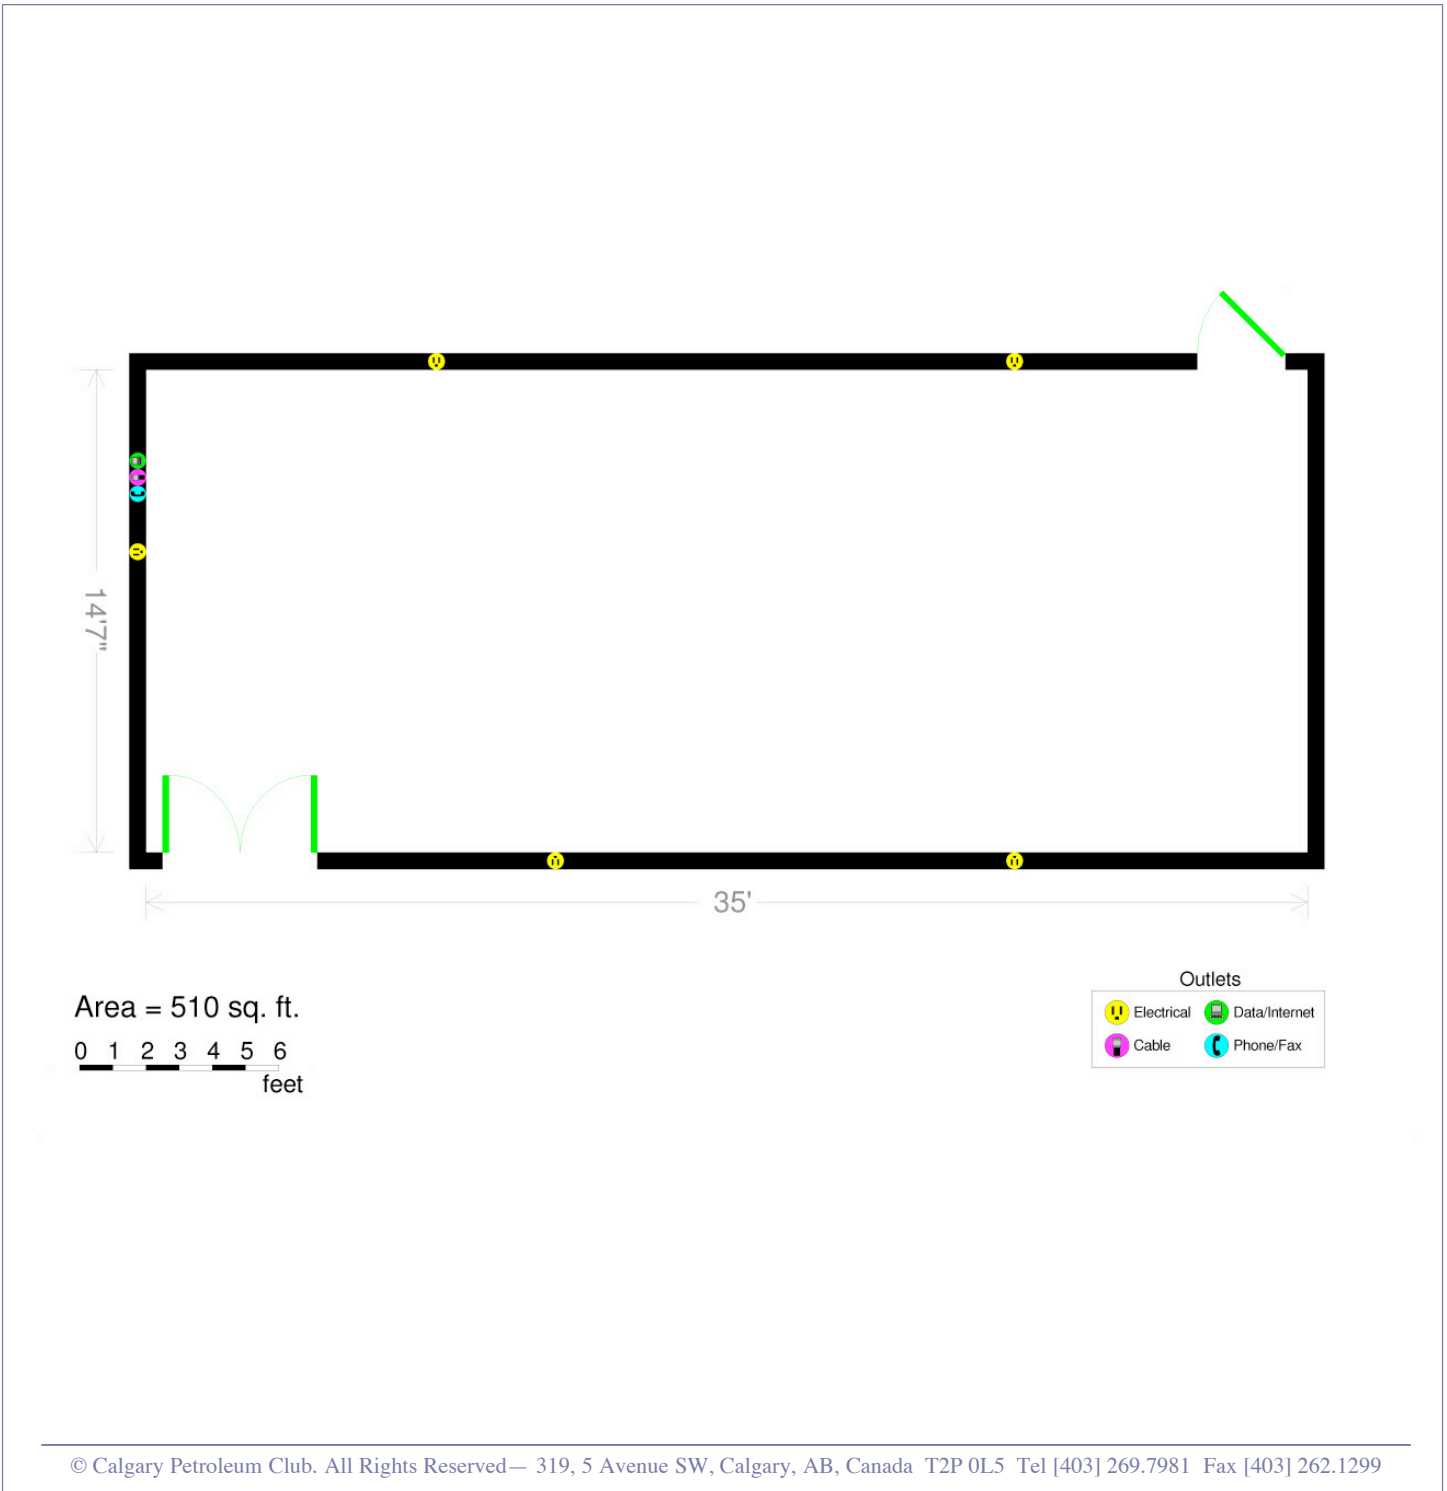 14'7"
35'
Area = 510 sq. ft.
0 1 2 3 4 5 6
feet
Outlets
Electrical Data/Internet
Cable Phone/Fax
© Calgary Petroleum Club. All Rights Reserved— 319, 5 Avenue SW, Calgary, AB, Canada T2P 0L5 Tel [403] 269.7981 Fax [403] 262.1299